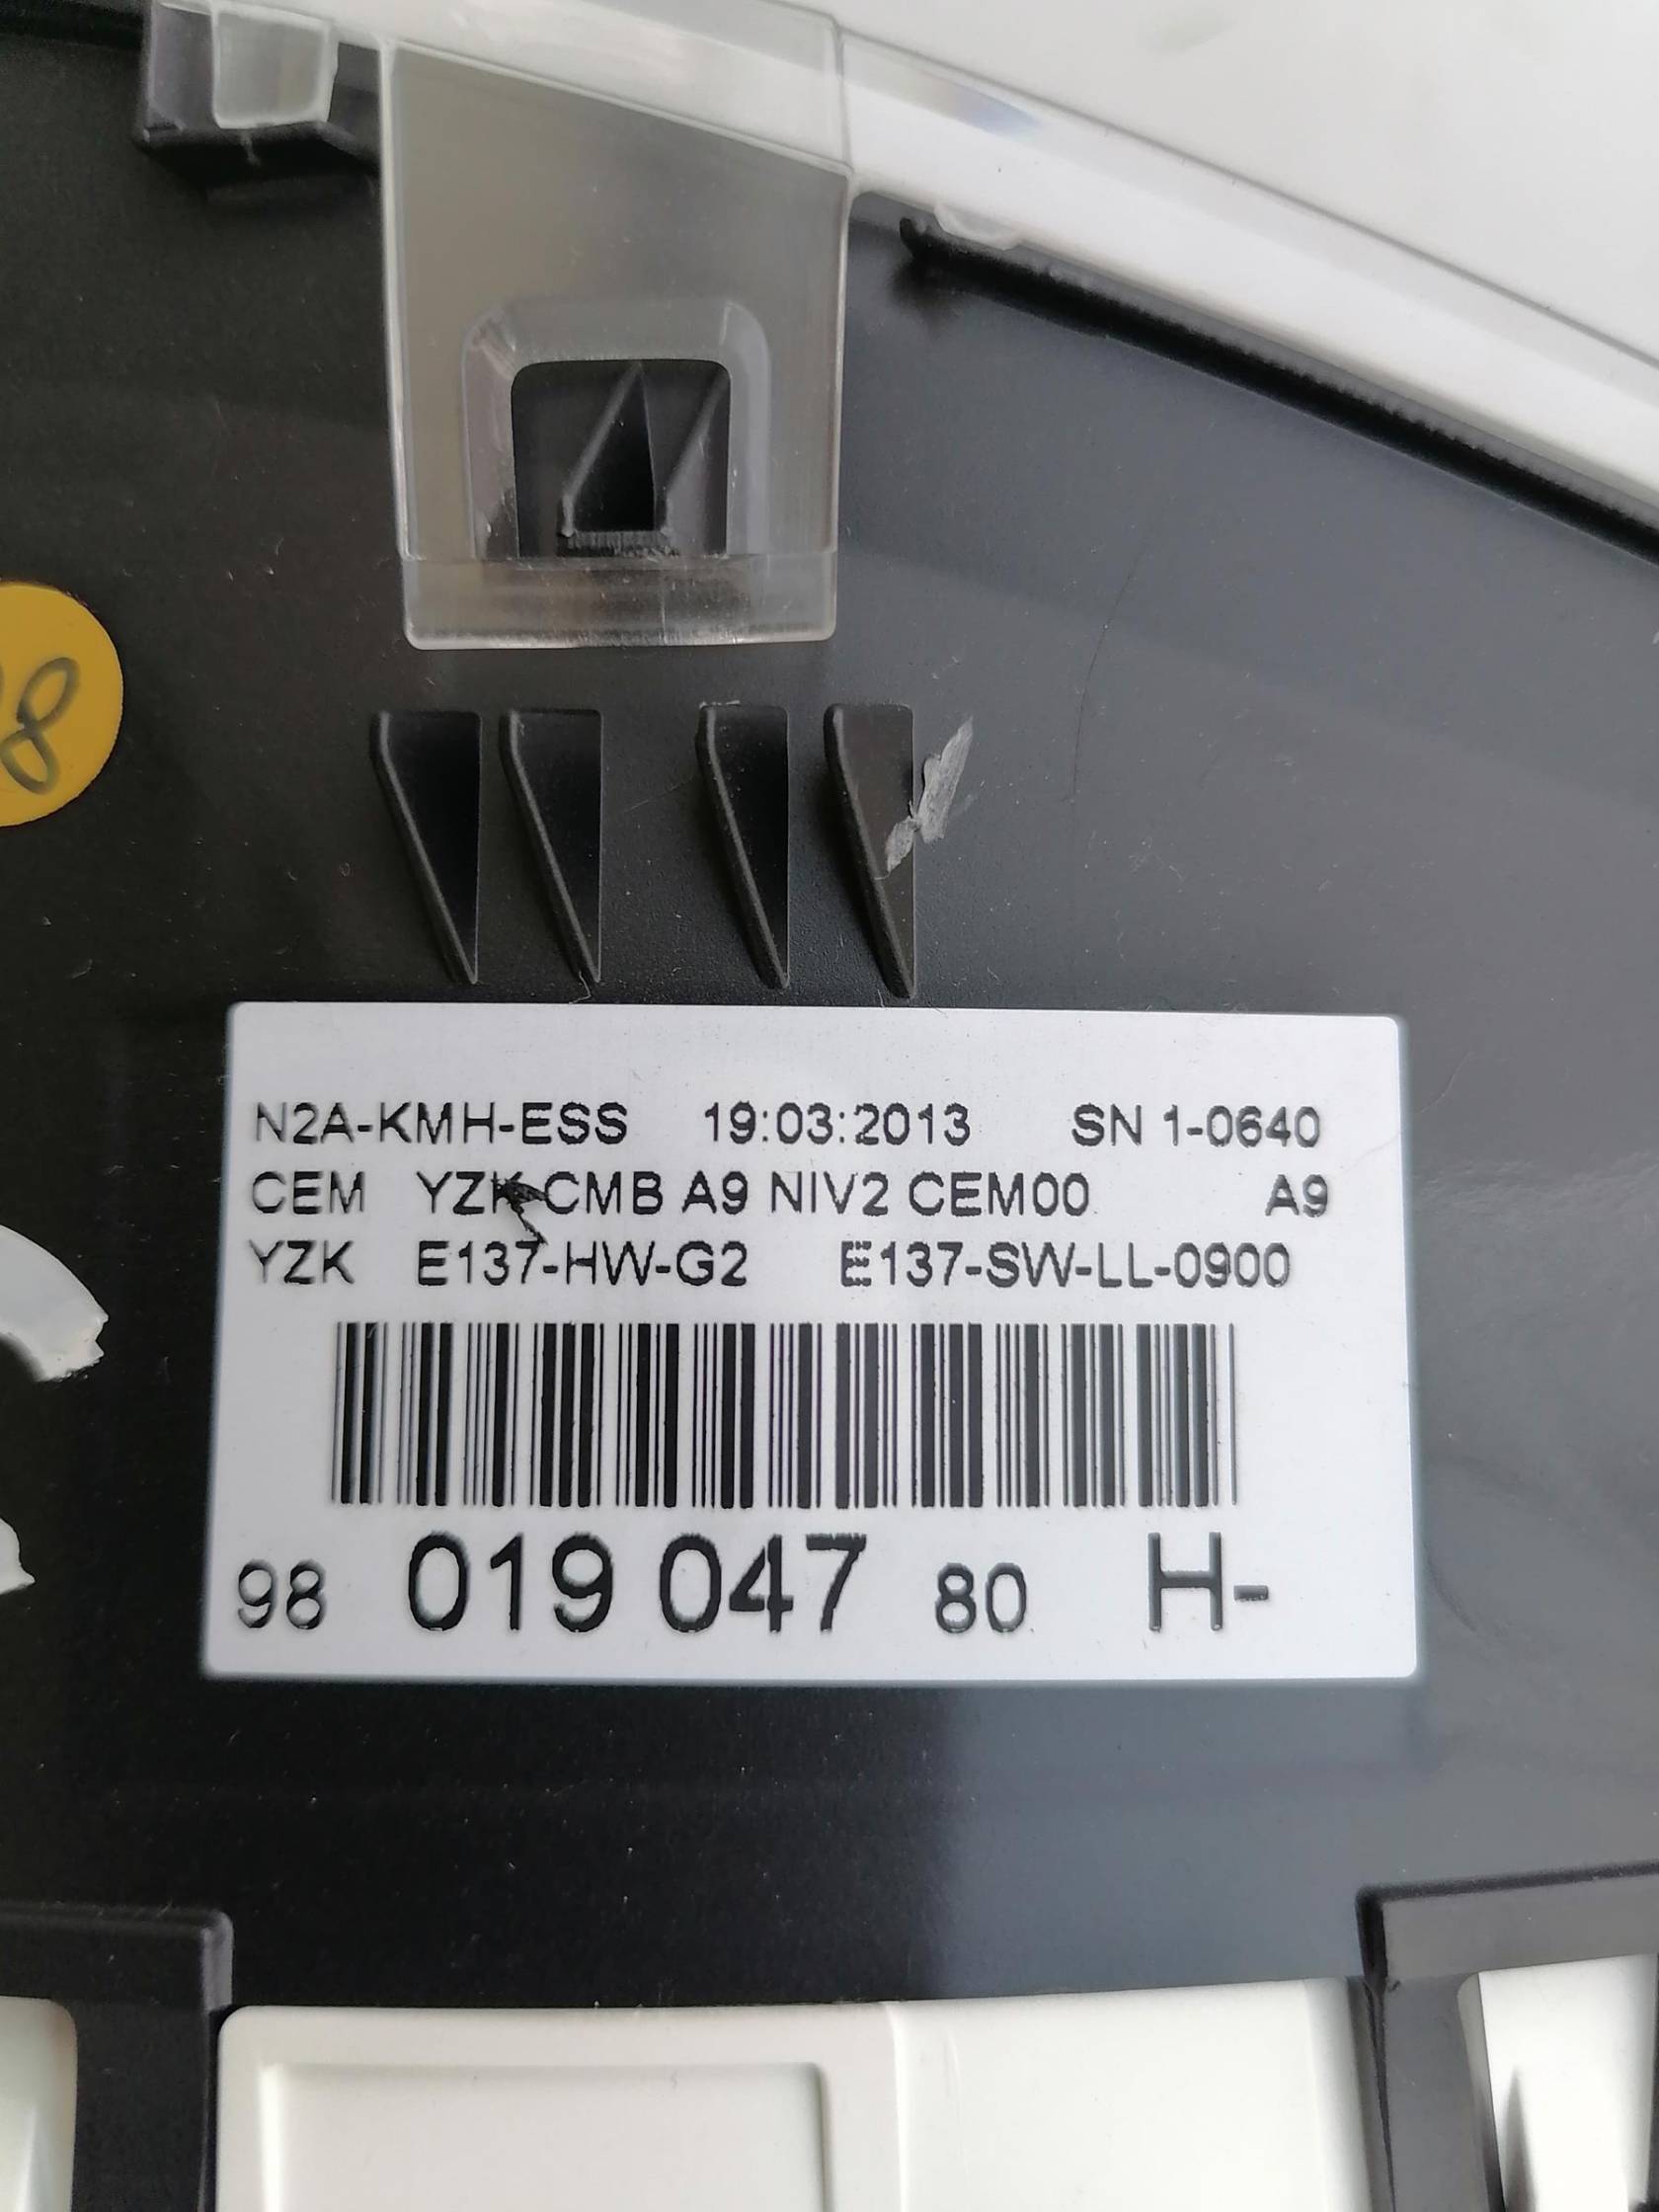 N2A-KMH-ESS 19:03:2013 SN 1-0640
CEM YZK-CMB A9 NIV2 CEM00 A9
YZK E137-HW-G2 E137-SW-LL-0900
98 019 047 80 H-